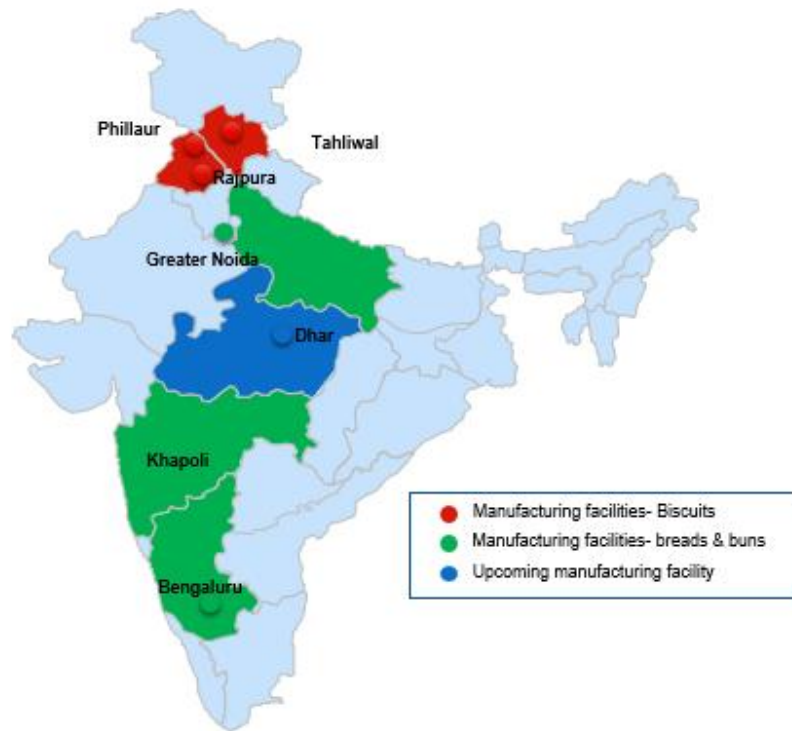 Phillaur
Tahliwal
Rajpura
Greater Noida
Dhar
Khapoli
Bengaluru
Manufacturing facilities- Biscuits
Manufacturing facilities- breads & buns
Upcoming manufacturing facility